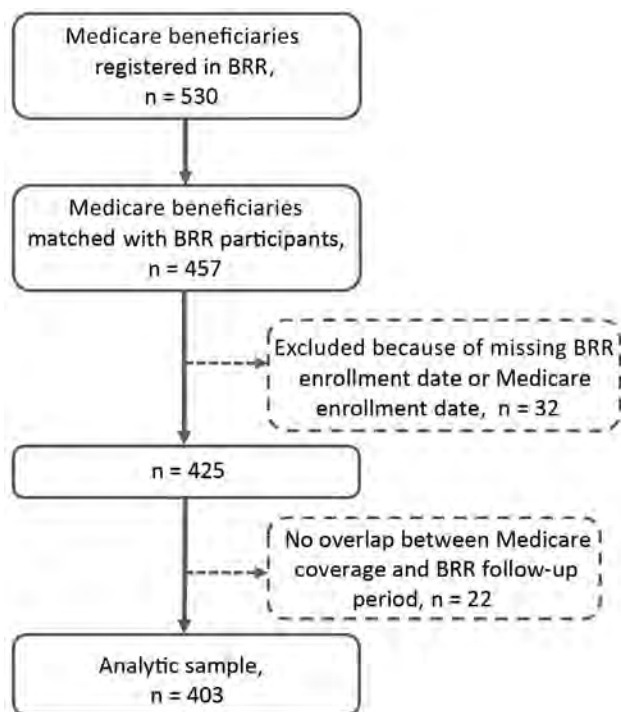 Medicare beneficiaries
registered in BRR,
n = 530
Medicare beneficiaries
matched with BRR participants,
n = 457
Excluded because of missing BRR
enrollment date or Medicare
enrollment date, n = 32
n = 425
No overlap between Medicare
coverage and BRR follow-up
period, n = 22
Analytic sample,
n = 403